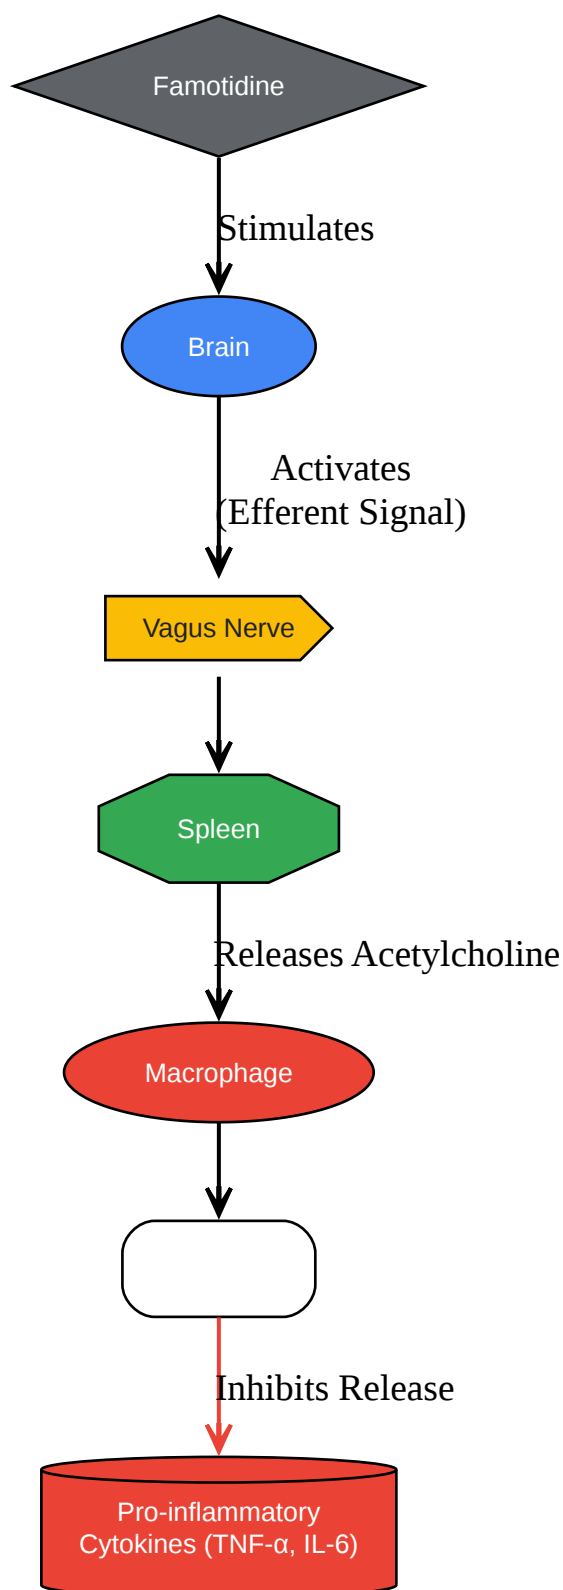 Famotidine
Stimulates
Brain
Activates
(Efferent Signal)
Vagus Nerve
Spleen
Releases Acetylcholine
Macrophage
Inhibits Release
Pro-inflammatory
Cytokines (TNF-α, IL-6)